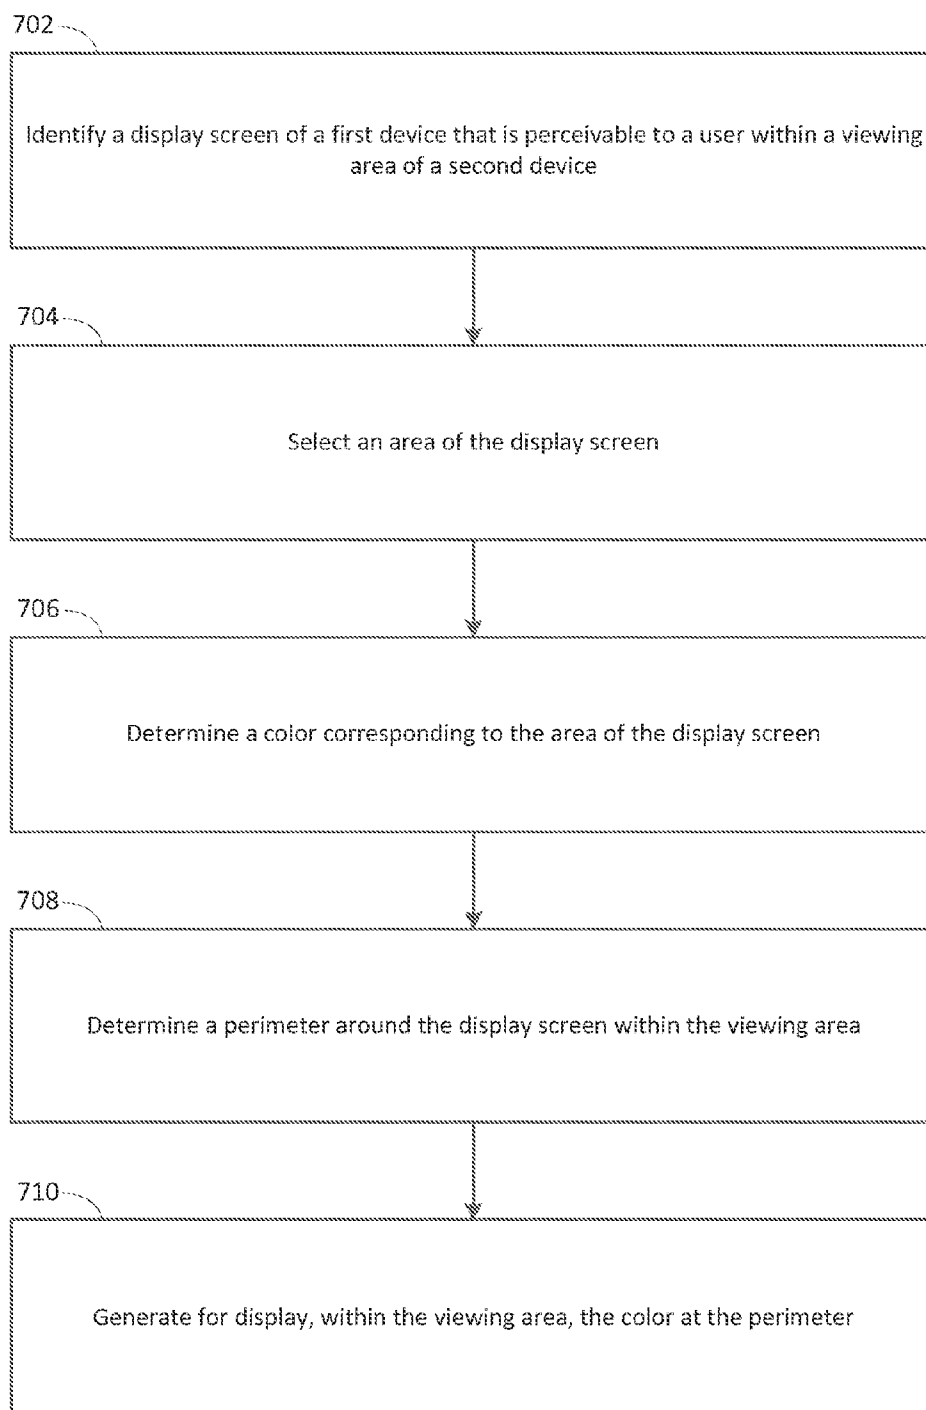 702
Identify a display screen of a first device that is perceivable to a user within a viewing
area of a second device
704
Select an area of the display screen
706
Determine a color corresponding to the area of the display screen
708
Determine a perimeter around the display screen within the viewing area
710
Generate for display, within the viewing area, the color at the perimeter